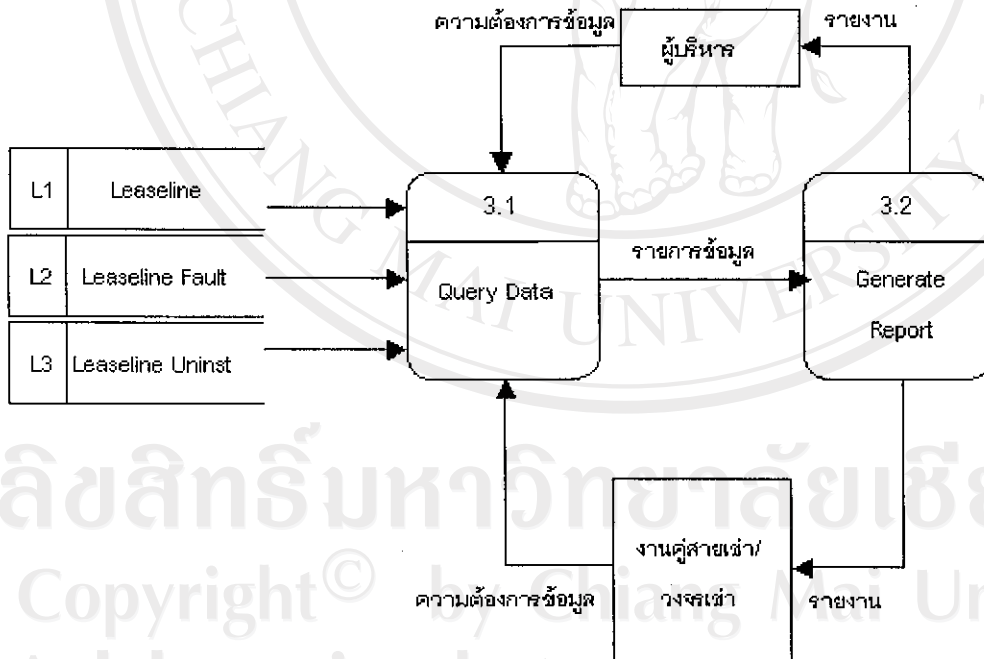 ความต้องการข้อมูล
ผู้บริหาร
รายงาน
L1 Leaseline
L2 Leaseline Fault
L3 Leaseline Uninst
3.1
Query Data
รายการข้อมูล
3.2
Generate
Report
ความต้องการข้อมูล
งานคู่สายเช่า/
วงจรเช่า
รายงาน
CHIANG MAI UNIVERSITY
ลิขสิทธิ์มหาวิทยาลัยเชีย
Copyright© by Chiang Mai Un